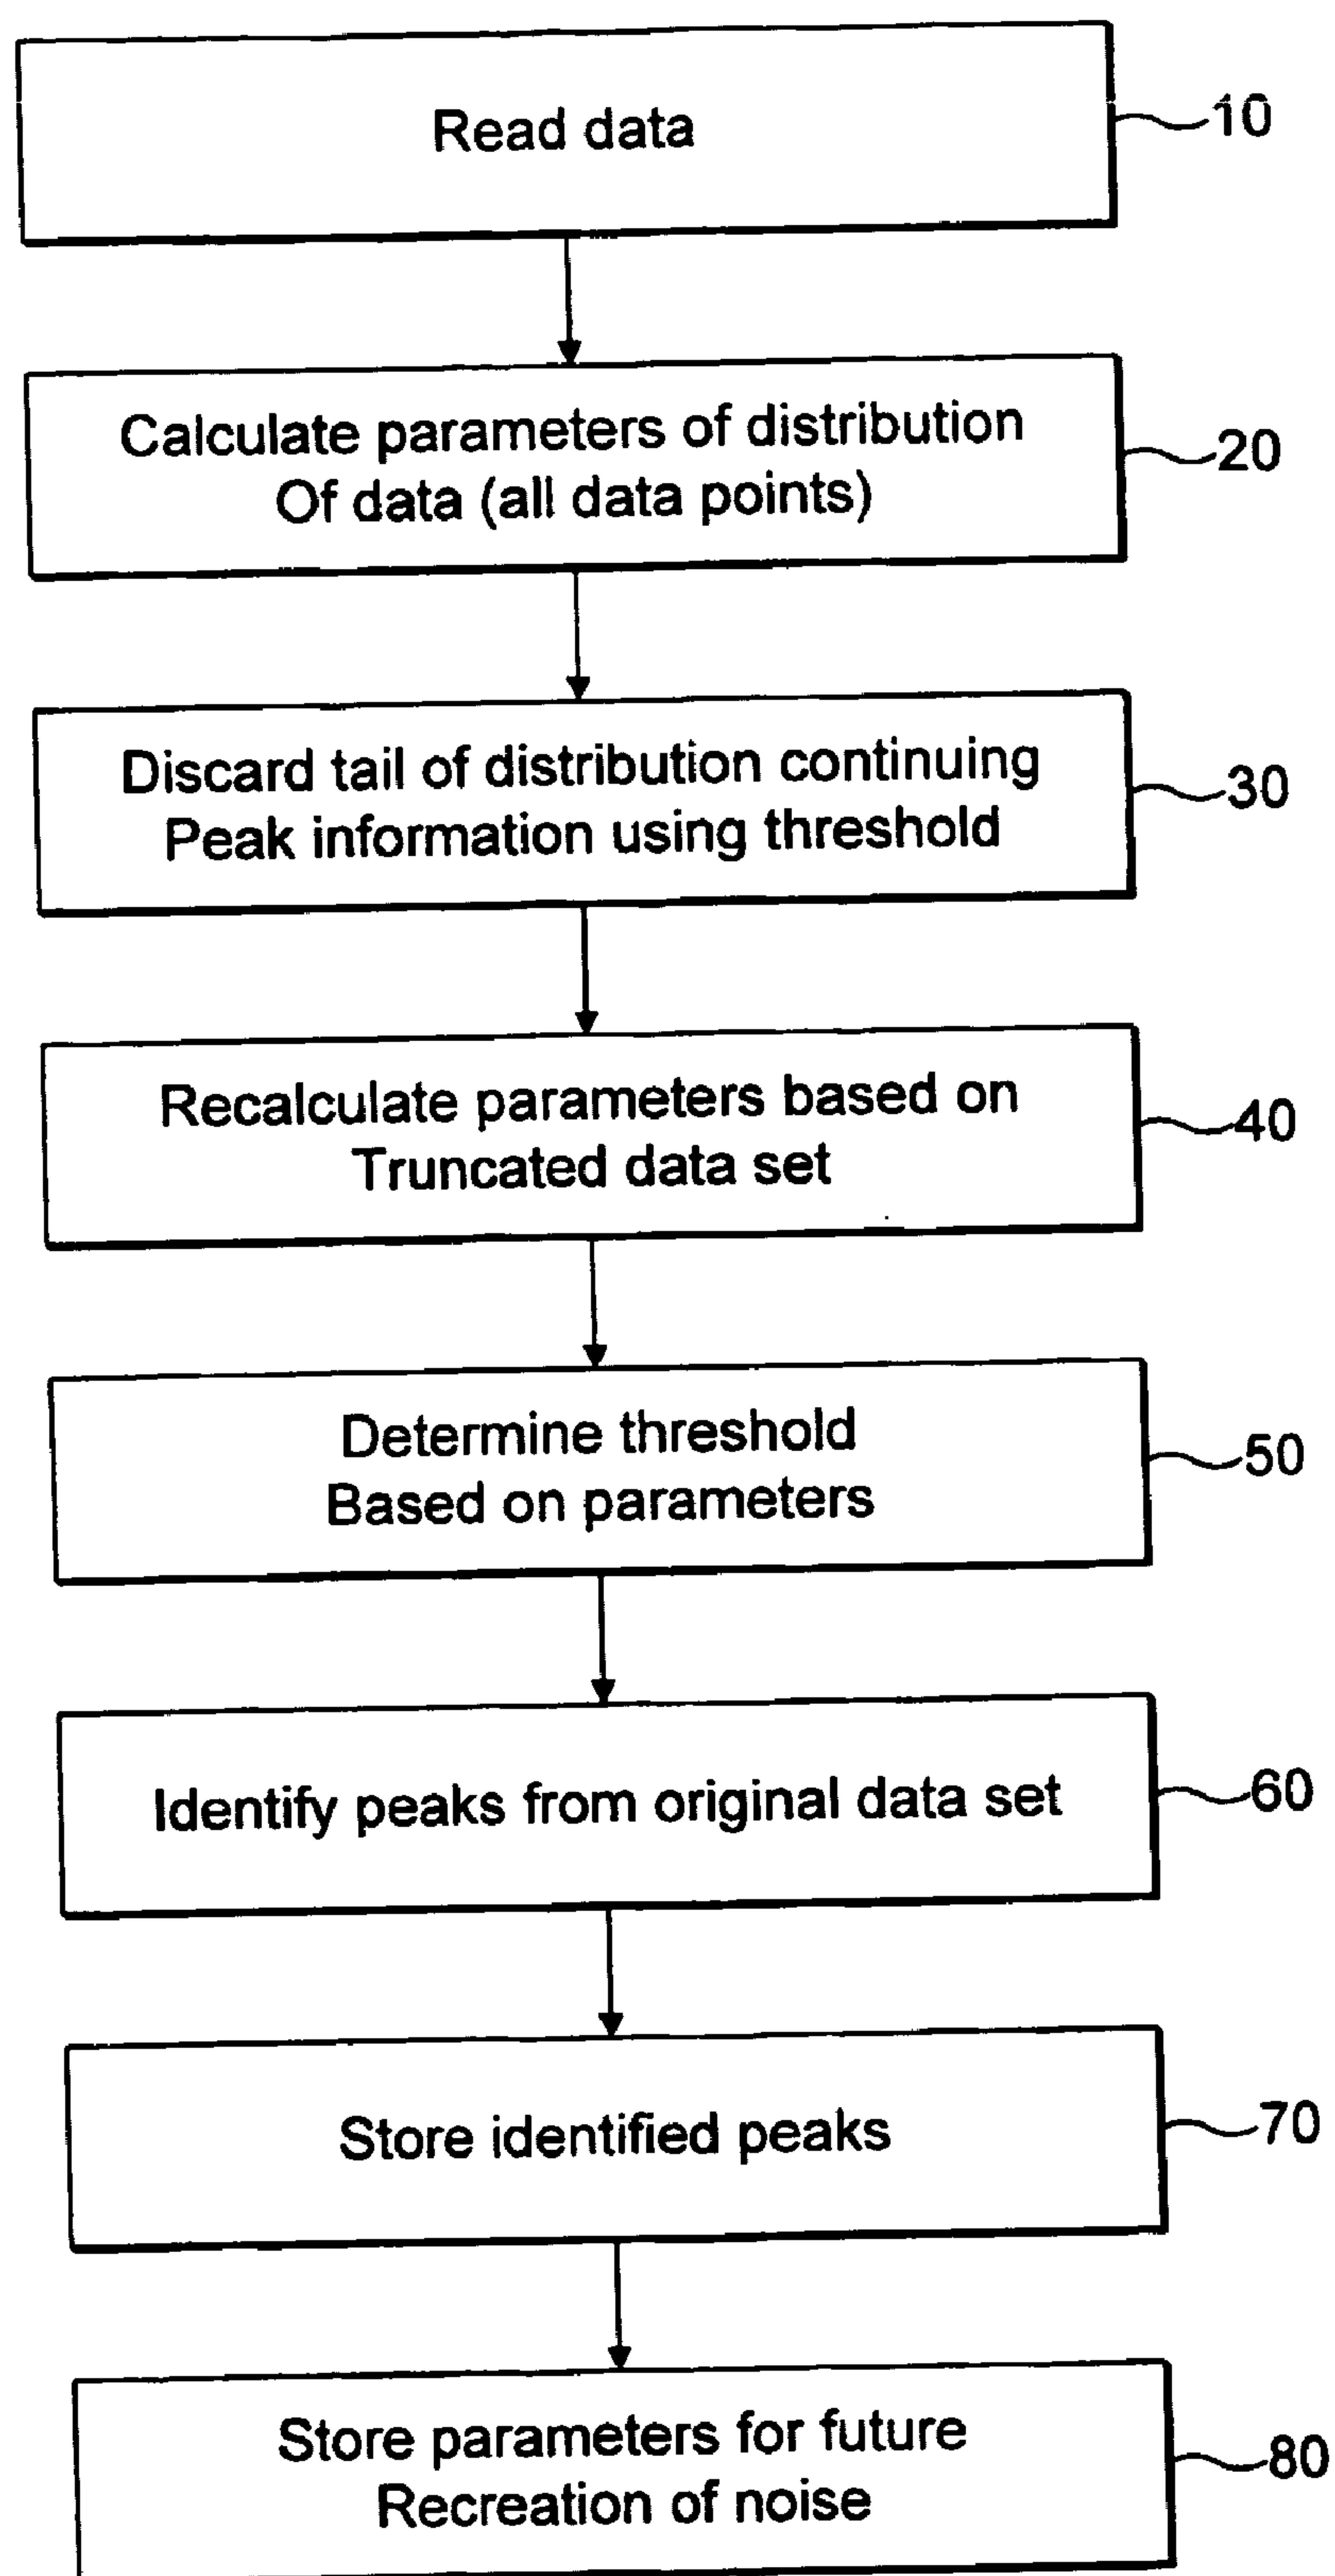 Read data
10
Calculate parameters of distribution
Of data (all data points)
20
Discard tail of distribution continuing
Peak information using threshold
30
Recalculate parameters based on
Truncated data set
40
Determine threshold
Based on parameters
50
Identify peaks from original data set
60
Store identified peaks
70
Store parameters for future
Recreation of noise
80